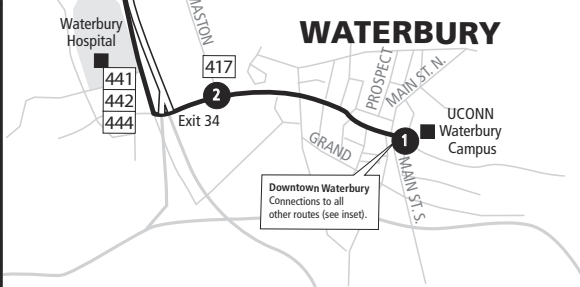 WATERBURY
Waterbury
Hospital
441
442
444
MASTON
417
2
Exit 34
PROSPECT
MAIN ST. N.
GRAND
1
UCONN
Waterbury
Campus
MAIN ST. S.
Downtown Waterbury
Connections to all
other routes (see inset).